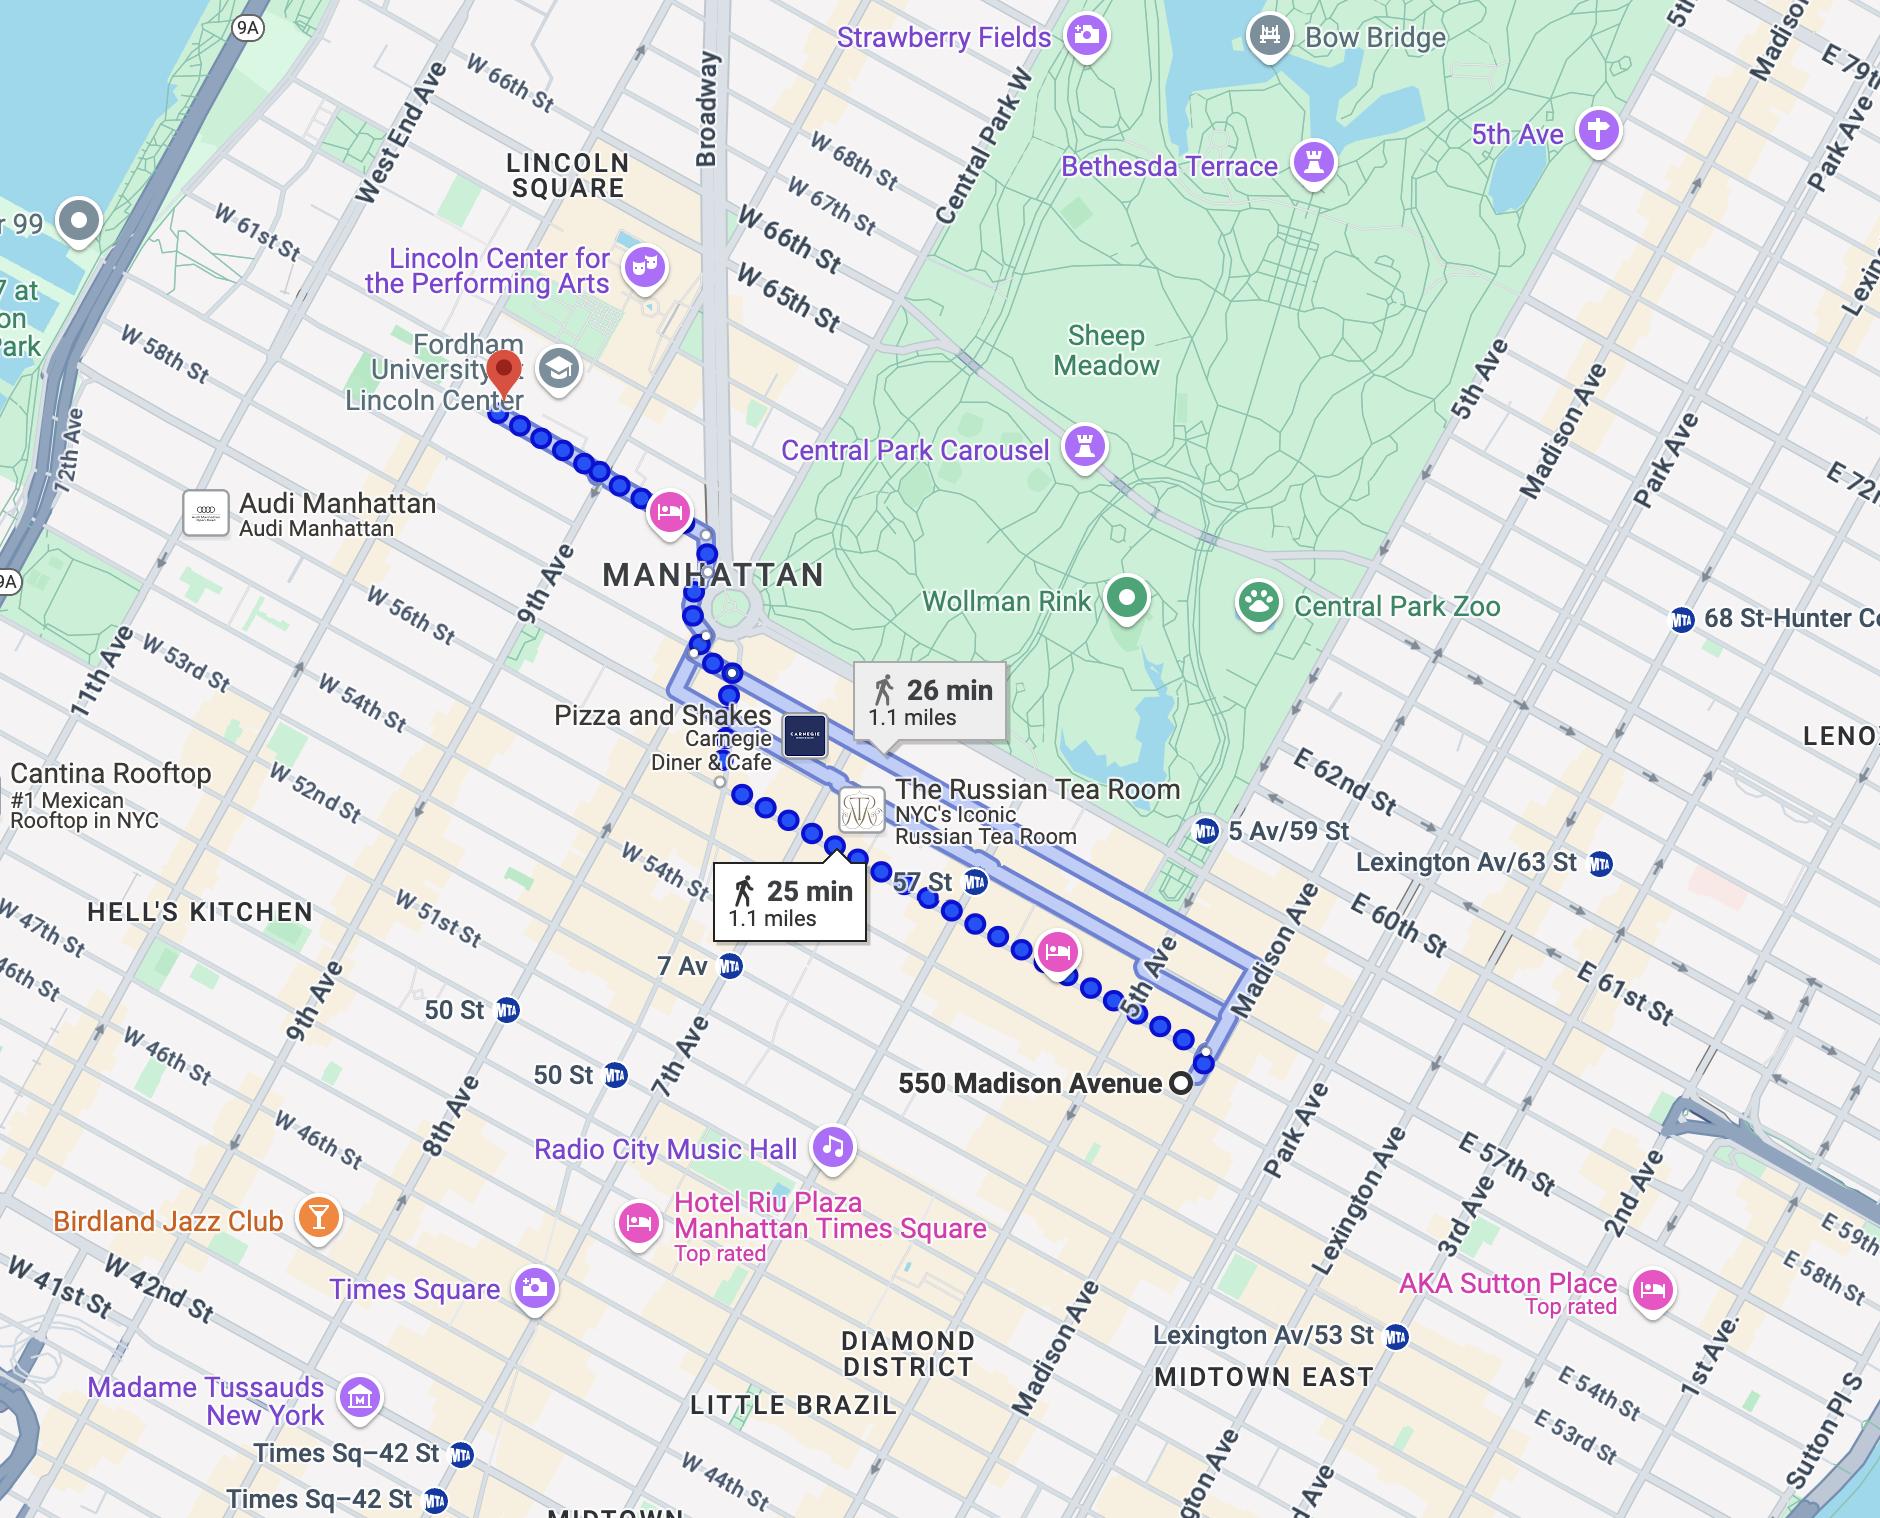 9A
Strawberry Fields
Bow Bridge
5th
Madison
E 79th
W 66th St
West End Ave
Broadway
Central Park W
W 68th St
W 67th St
W 66th St
W 65th St
LINCOLN
SQUARE
5th Ave
Park Ave
Bethesda Terrace
r 99
W 61st St
Lincoln Center for
the Performing Arts
7 at
on
Park
W 58th St
Fordham
University
Lincoln Center
Sheep
Meadow
5th Ave
Madison Ave
Park Ave
12th Ave
Central Park Carousel
E 72n
Audi Manhattan
Audi Manhattan
9A
MANHATTAN
9th Ave
W 56th St
Wollman Rink
Central Park Zoo
68 St-Hunter Co
11th Ave
W 53rd St
W 54th St
26 min
1.1 miles
Pizza and Shakes
Carnegie
Diner & Cafe
CARNEGIE
LENO
Cantina Rooftop
#1 Mexican
Rooftop in NYC
W 52nd St
The Russian Tea Room
NYC's Iconic
Russian Tea Room
E 62nd St
5 Av/59 St
Lexington Av/63 St
W 54th St
25 min
1.1 miles
57 St
HELL'S KITCHEN
W 51st St
W 47th St
46th St
E 60th St
E 61st St
Madison Ave
5th Ave
7 Av
50 St
9th Ave
W 46th St
50 St
7th Ave
550 Madison Avenue
8th Ave
W 46th St
Radio City Music Hall
Park Ave
Lexington Ave
E 57th St
3rd Ave
2nd Ave
Birdland Jazz Club
Hotel Riu Plaza
Manhattan Times Square
Top rated
E 59th
E 58th St
W 41st St
W 42nd St
Times Square
AKA Sutton Place
Top rated
DIAMOND
DISTRICT
Madison Ave
Lexington Av/53 St
MIDTOWN EAST
1st Ave.
Madame Tussauds
New York
LITTLE BRAZIL
E 54th St
E 53rd St
Sutton Pl S
Times Sq–42 St
W 44th St
Times Sq–42 St
gton Ave
d Ave
MIDTOWN